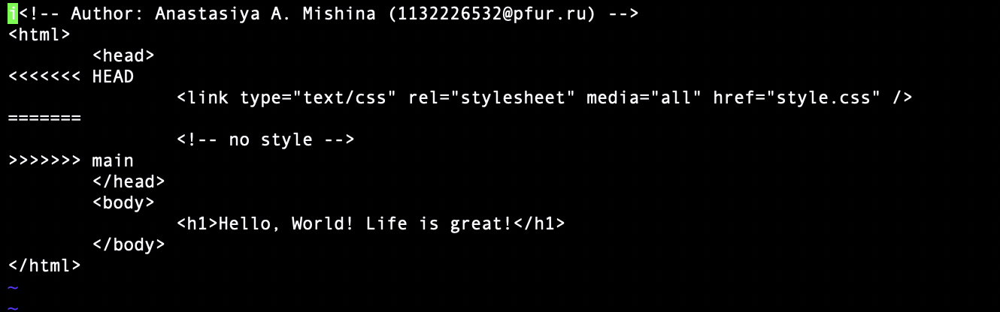 i<!-- Author: Anastasiya A. Mishina (1132226532@pfur.ru) -->
<html>
        <head>
<<<<<<< HEAD
                <link type="text/css" rel="stylesheet" media="all" href="style.css" />
=======
                <!-- no style -->
>>>>>>> main
        </head>
        <body>
                <h1>Hello, World! Life is great!</h1>
        </body>
</html>
~
~